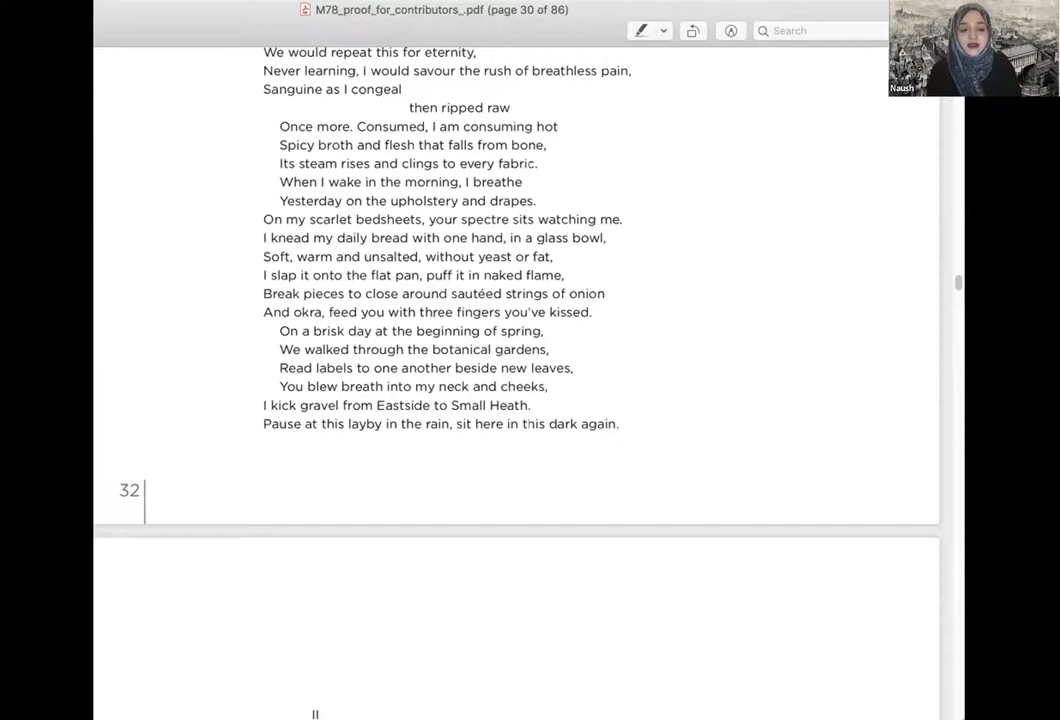 M78_proof_for_contributors_.pdf (page 30 of 86)
Search
Naush
We would repeat this for eternity,
Never learning, I would savour the rush of breathless pain,
Sanguine as I congeal
then ripped raw
Once more. Consumed, I am consuming hot
Spicy broth and flesh that falls from bone,
Its steam rises and clings to every fabric.
When I wake in the morning, I breathe
Yesterday on the upholstery and drapes.
On my scarlet bedsheets, your spectre sits watching me.
I knead my daily bread with one hand, in a glass bowl,
Soft, warm and unsalted, without yeast or fat,
I slap it onto the flat pan, puff it in naked flame,
Break pieces to close around sautéed strings of onion
And okra, feed you with three fingers you've kissed.
On a brisk day at the beginning of spring,
We walked through the botanical gardens,
Read labels to one another beside new leaves,
You blew breath into my neck and cheeks,
I kick gravel from Eastside to Small Heath.
Pause at this layby in the rain, sit here in this dark again.
32
II